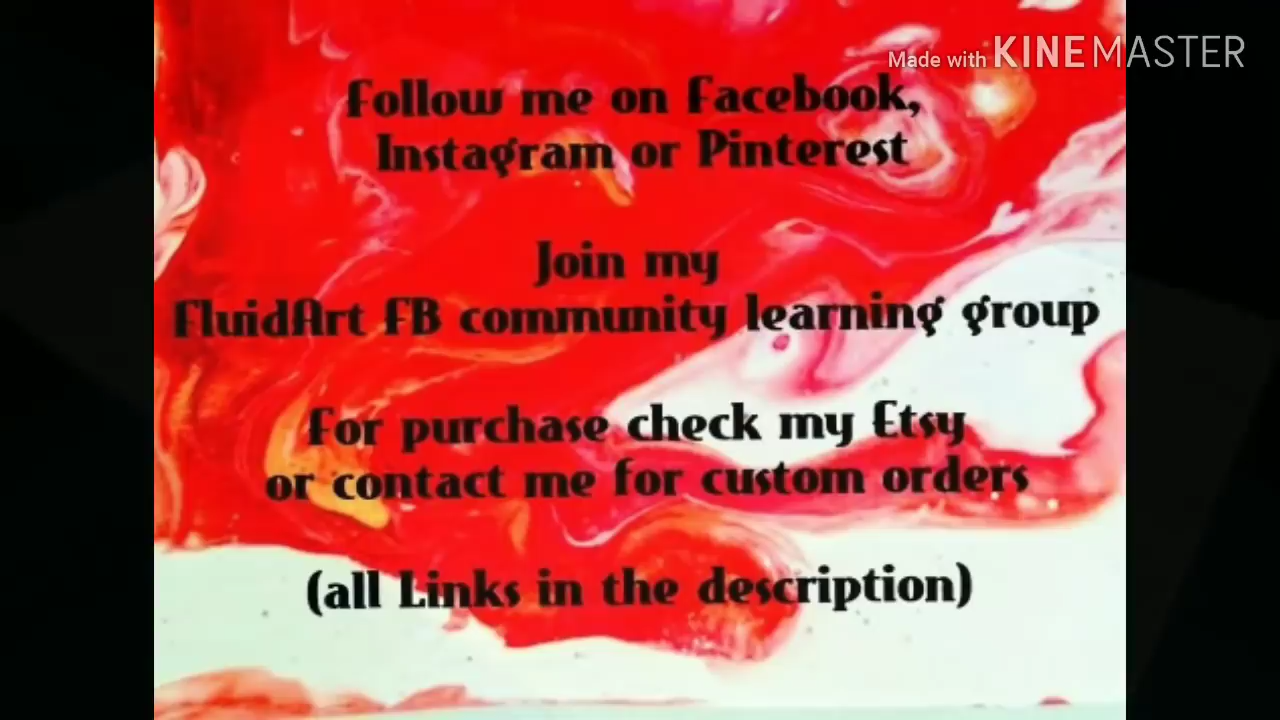 Made with KINEMASTER
Follow me on Facebook,
Instagram or Pinterest
Join my
FluidArt FB community learning group
For purchase check my Etsy
or contact me for custom orders
(all Links in the description)